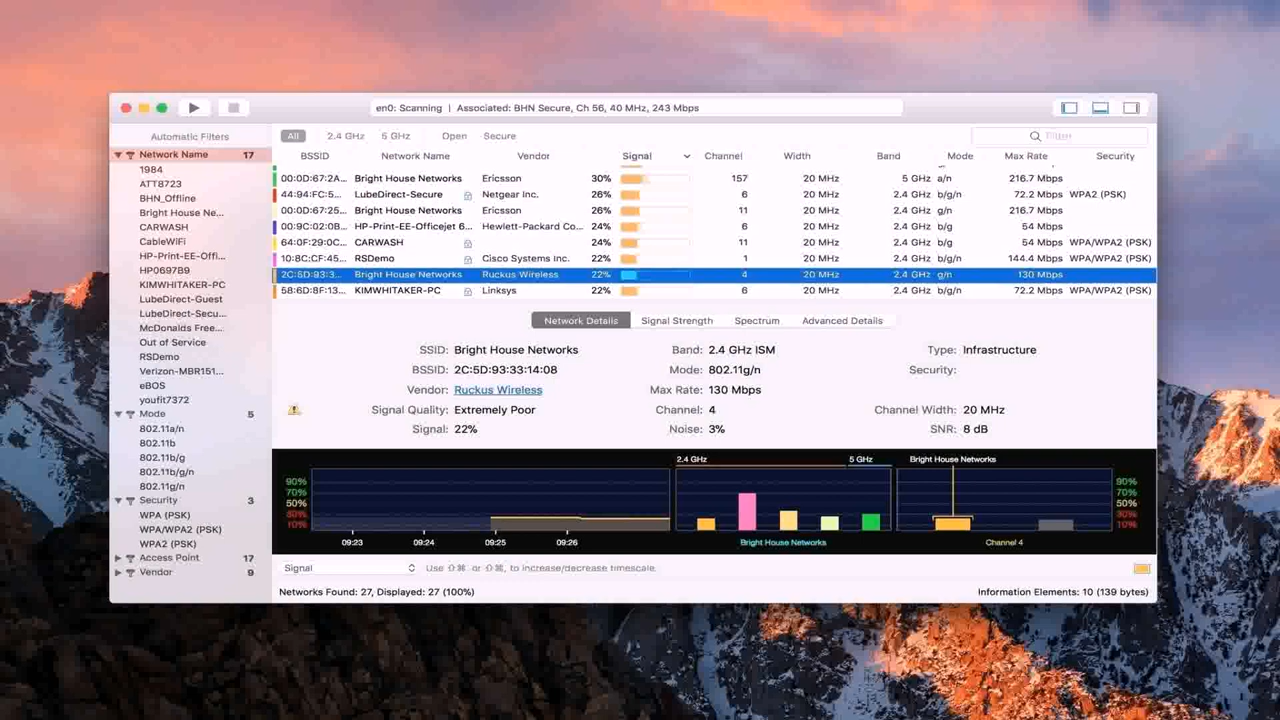 en0: Scanning | Associated: BHN Secure, Ch 56, 40 MHz, 243 Mbps
Automatic Filters
All 2.4 GHz 5 GHz Open Secure Filter
BSSID Network Name Vendor Signal Channel Width Band Mode Max Rate Security
00:0D:67:2A... Bright House Networks Ericsson 30% 157 20 MHz 5 GHz a/n 216.7 Mbps
44:94:FC:5... LubeDirect-Secure Netgear Inc. 26% 6 20 MHz 2.4 GHz b/g/n 72.2 Mbps WPA2 (PSK)
00:0D:67:25... Bright House Networks Ericsson 26% 11 20 MHz 2.4 GHz g/n 216.7 Mbps
00:9C:02:0B... HP-Print-EE-Officejet 6... Hewlett-Packard Co... 24% 6 20 MHz 2.4 GHz b/g 54 Mbps
64:0F:29:0C... CARWASH 24% 11 20 MHz 2.4 GHz b/g 54 Mbps WPA/WPA2 (PSK)
10:8C:CF:45... RSDemo Cisco Systems Inc. 22% 1 20 MHz 2.4 GHz b/g/n 144.4 Mbps WPA/WPA2 (PSK)
2C:5D:93:3... Bright House Networks Ruckus Wireless 22% 4 20 MHz 2.4 GHz g/n 130 Mbps
58:6D:8F:13... KIMWHITAKER-PC Linksys 22% 6 20 MHz 2.4 GHz b/g/n 72.2 Mbps WPA/WPA2 (PSK)
Network Name 17
1984
ATT8723
BHN_Offline
Bright House Ne...
CARWASH
CableWiFi
HP-Print-EE-Offi...
HP0697B9
KIMWHITAKER-PC
LubeDirect-Guest
LubeDirect-Secu...
McDonalds Free...
Out of Service
RSDemo
Verizon-MBR151...
eBOS
youfit7372
Mode 5
802.11a/n
802.11b
802.11b/g
802.11b/g/n
802.11g/n
Security 3
WPA (PSK)
WPA/WPA2 (PSK)
WPA2 (PSK)
Access Point 17
Vendor 9
Network Details Signal Strength Spectrum Advanced Details
SSID: Bright House Networks Band: 2.4 GHz ISM Type: Infrastructure
BSSID: 2C:5D:93:33:14:08 Mode: 802.11g/n Security:
Vendor: Ruckus Wireless Max Rate: 130 Mbps
Signal Quality: Extremely Poor Channel: 4 Channel Width: 20 MHz
Signal: 22% Noise: 3% SNR: 8 dB
2.4 GHz 5 GHz Bright House Networks
90% 90%
70% 70%
50% 50%
30% 30%
10% 10%
09:23 09:24 09:25 09:26 Bright House Networks Channel 4
Signal Use ⇧⌘. or ⇧⌘, to increase/decrease timescale.
Networks Found: 27, Displayed: 27 (100%) Information Elements: 10 (139 bytes)